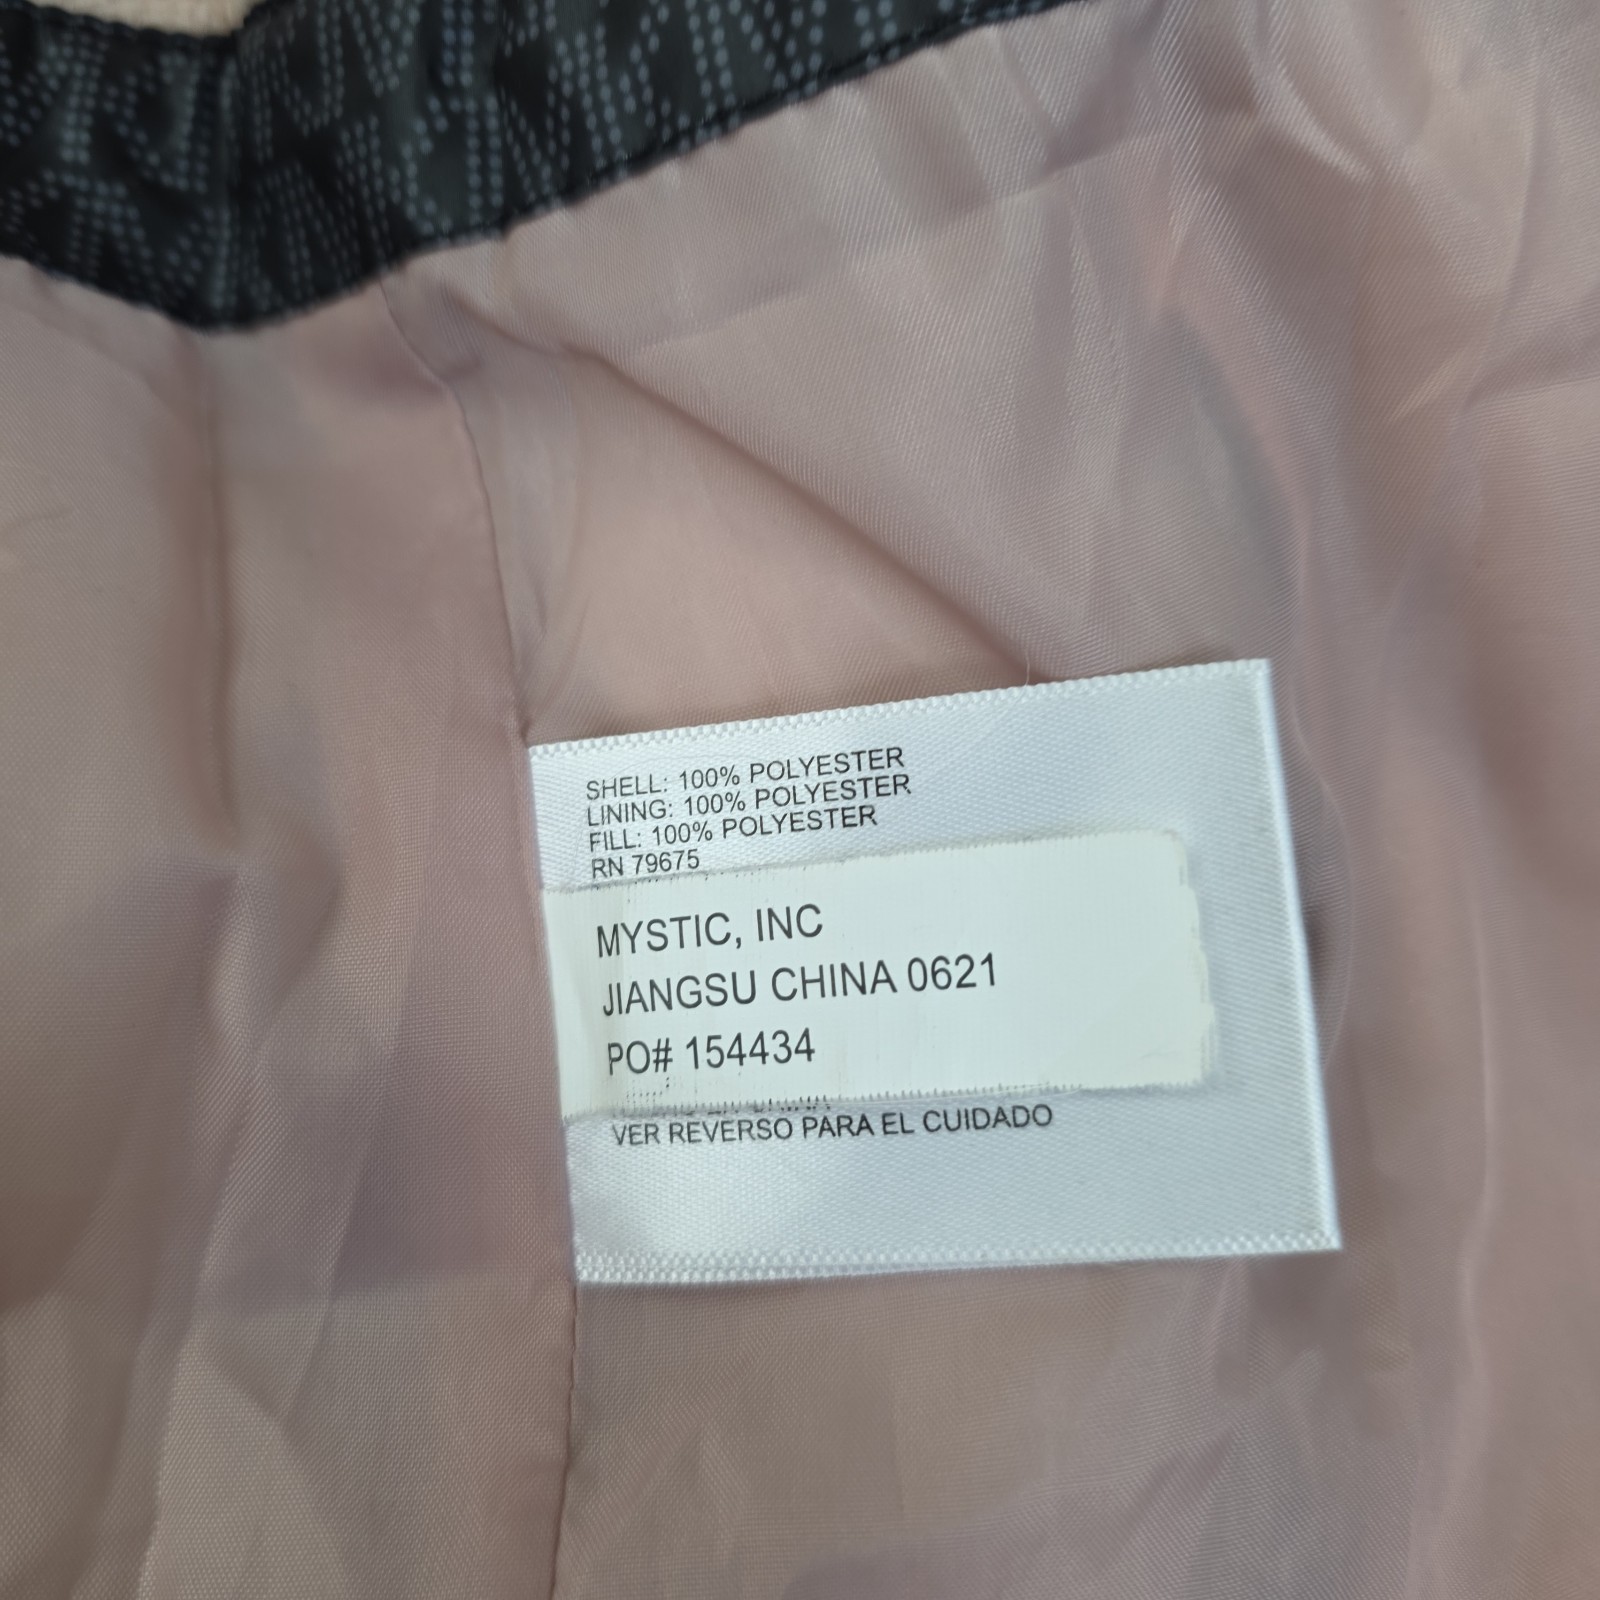 SHELL: 100% POLYESTER
LINING: 100% POLYESTER
FILL: 100% POLYESTER
RN 79675
MYSTIC, INC
JIANGSU CHINA 0621
PO# 154434
VER REVERSO PARA EL CUIDADO